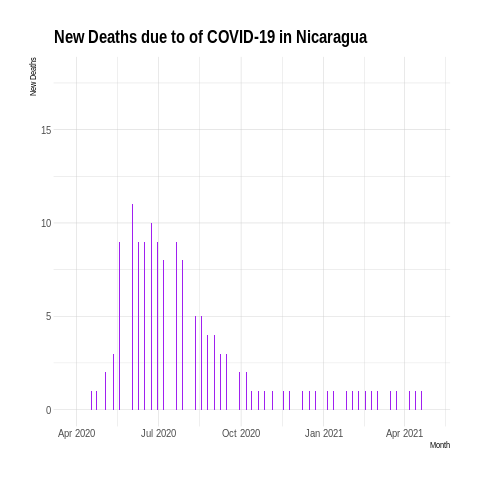 New Deaths due to of COVID-19 in Nicaragua
New Deaths
15
10
5
0
Apr 2020
Jul 2020
Oct 2020
Jan 2021
Apr 2021
Month